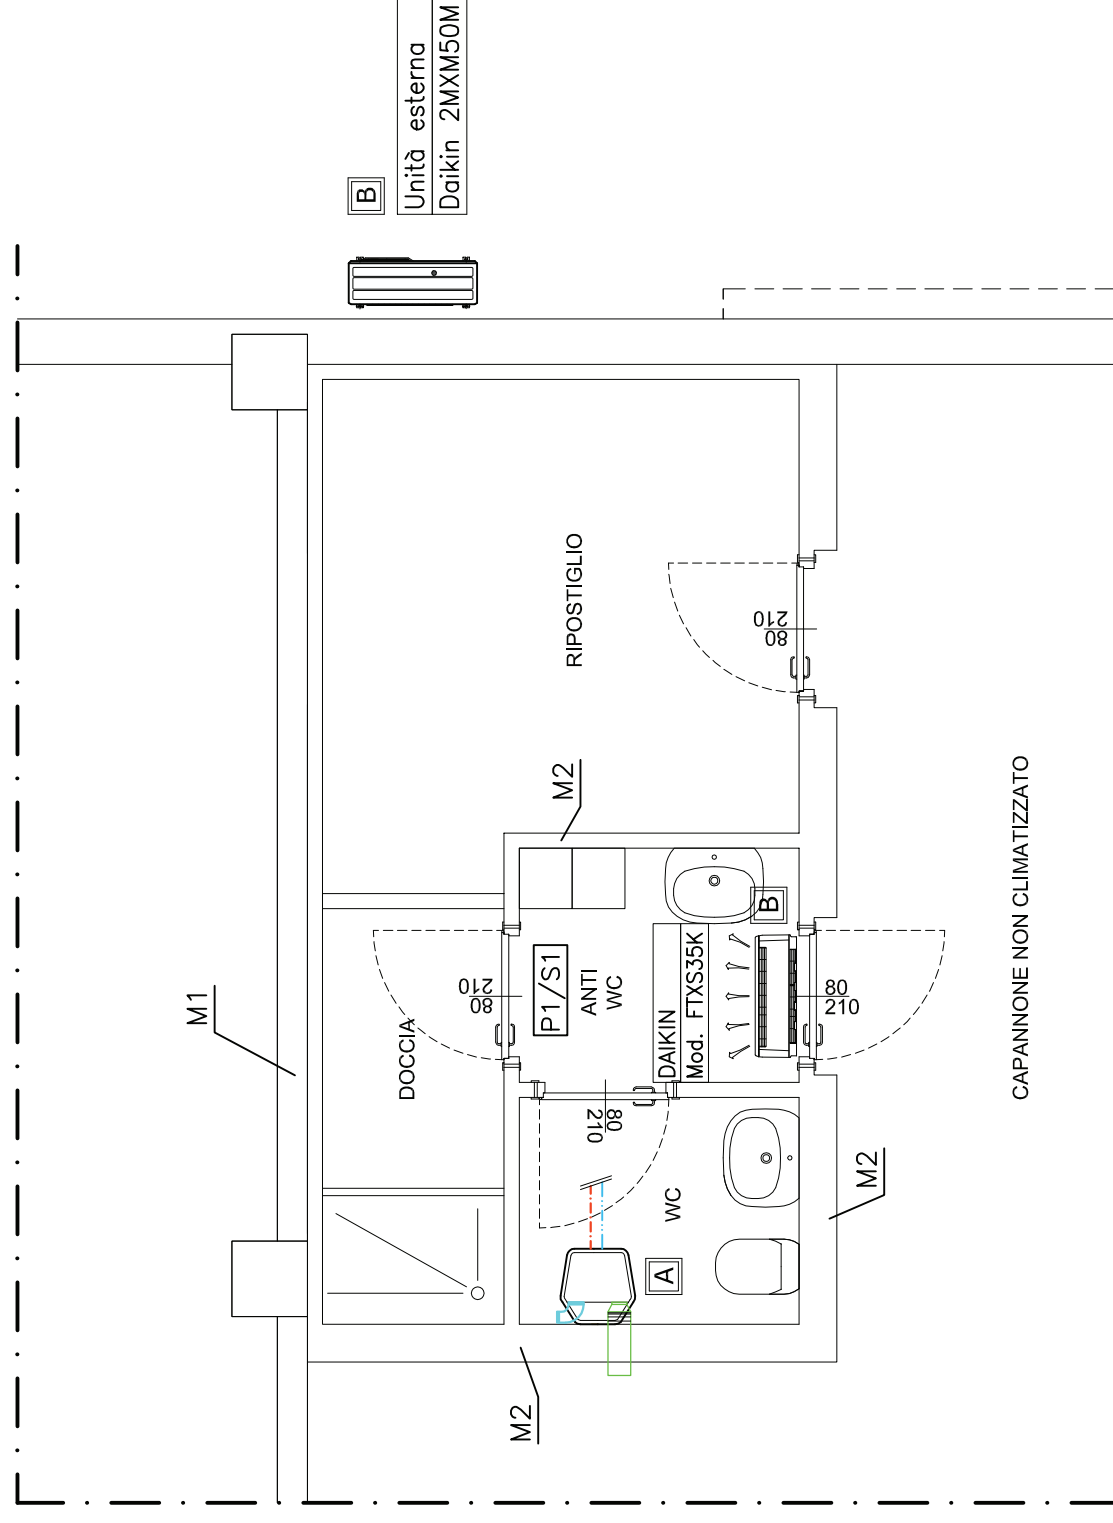 B
Unità esterna
Daikin 2MXM50M
M1
RIPOSTIGLIO
80
210
M2
DOCCIA
80
210
P1/S1
ANTI
WC
DAIKIN
Mod. FTXS35K
B
80
210
80
210
WC
A
M2
M2
CAPANNONE NON CLIMATIZZATO